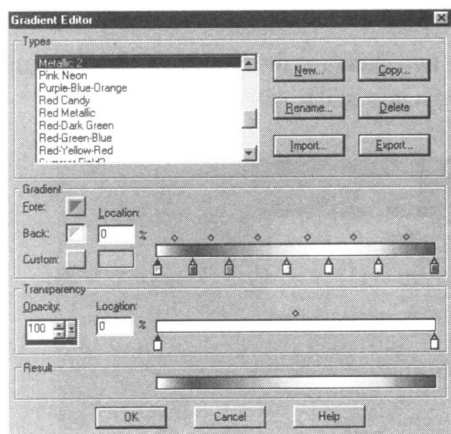 Gradient Editor
Types
Metallic 2
Pink Neon
Purple-Blue-Orange
Red Candy
Red Metallic
Red-Dark Green
Red-Green-Blue
Red-Yellow-Red
New...
Copy...
Rename...
Delete
Import...
Export...
Gradient
Fore:
Location:
Back:
0 %
Custom:
Transparency
Opacity:
Location:
100
0 %
Result
OK
Cancel
Help